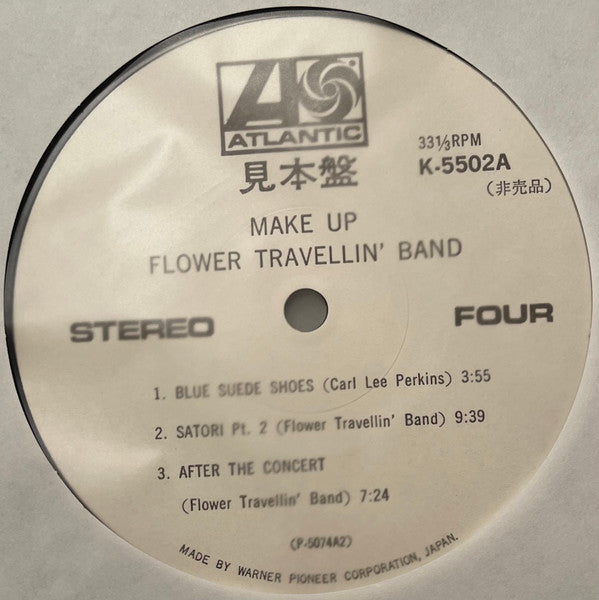 ATLANTIC
見本盤
33⅓RPM
K-5502A
(非売品)
MAKE UP
FLOWER TRAVELLIN' BAND
STEREO
FOUR
1. BLUE SUEDE SHOES (Carl Lee Perkins) 3:55
2. SATORI Pt. 2 (Flower Travellin' Band) 9:39
3. AFTER THE CONCERT
(Flower Travellin' Band) 7:24
(P-5074A2)
MADE BY WARNER PIONEER CORPORATION, JAPAN.